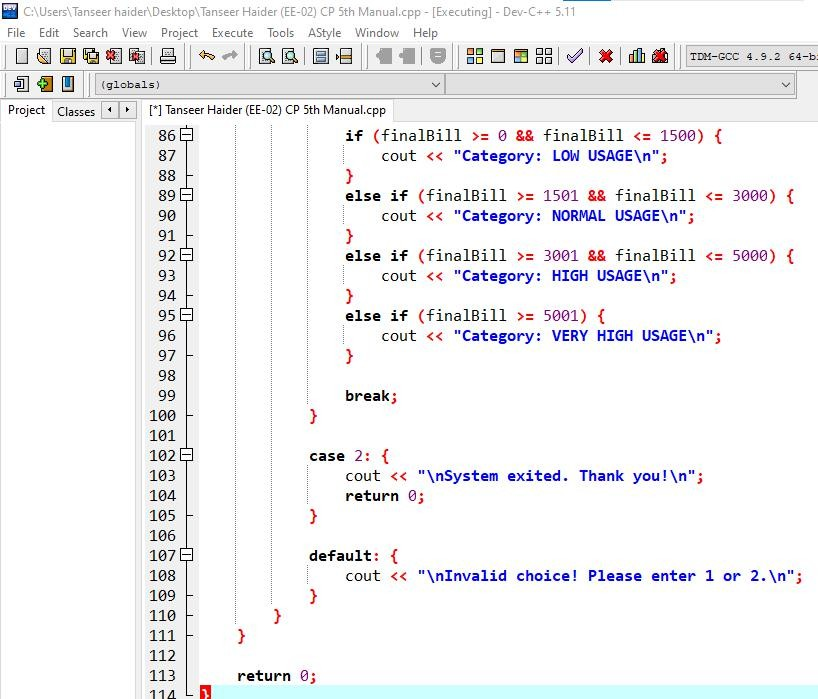 C:\Users\Tanseer haider\Desktop\Tanseer Haider (EE-02) CP 5th Manual.cpp - [Executing] - Dev-C++ 5.11
File Edit Search View Project Execute Tools AStyle Window Help
TDM-GCC 4.9.2 64-bi
(globals)
Project Classes [*] Tanseer Haider (EE-02) CP 5th Manual.cpp
86 if (finalBill >= 0 && finalBill <= 1500) {
87 cout << "Category: LOW USAGE\n";
88 }
89 else if (finalBill >= 1501 && finalBill <= 3000) {
90 cout << "Category: NORMAL USAGE\n";
91 }
92 else if (finalBill >= 3001 && finalBill <= 5000) {
93 cout << "Category: HIGH USAGE\n";
94 }
95 else if (finalBill >= 5001) {
96 cout << "Category: VERY HIGH USAGE\n";
97 }
98
99 break;
100 }
101
102 case 2: {
103 cout << "\nSystem exited. Thank you!\n";
104 return 0;
105 }
106
107 default: {
108 cout << "\nInvalid choice! Please enter 1 or 2.\n";
109 }
110 }
111 }
112
113 return 0;
114 }